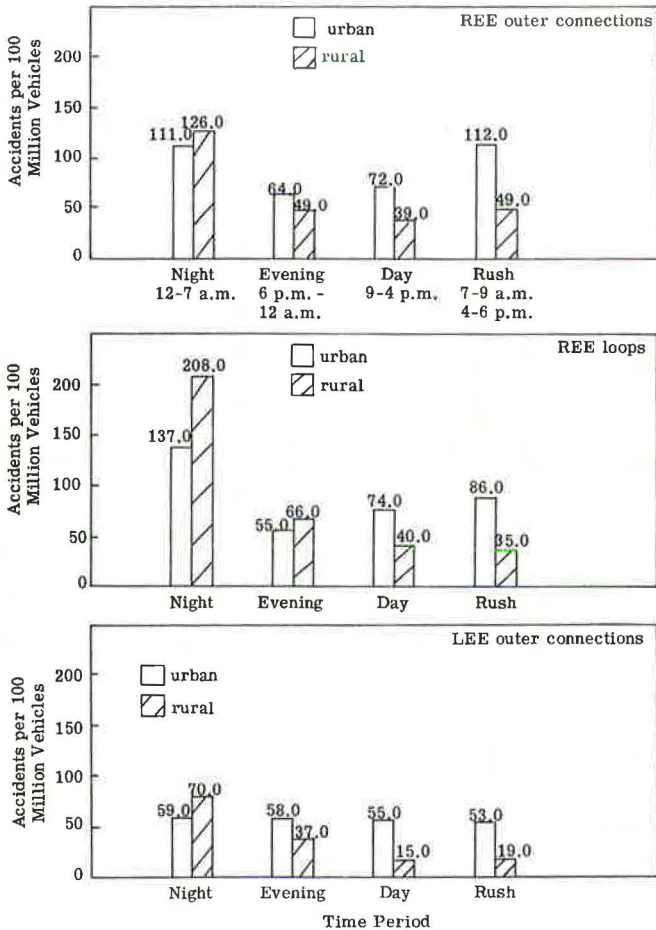 REE outer connections
urban
rural
Accidents per 100
Million Vehicles
200
150
100
50
0
111.0
126.0
64.0
49.0
72.0
39.0
112.0
49.0
Night
12-7 a.m.
Evening
6 p.m. -
12 a.m.
Day
9-4 p.m.
Rush
7-9 a.m.
4-6 p.m.
REE loops
urban
rural
Accidents per 100
Million Vehicles
200
150
100
50
0
137.0
208.0
55.0
66.0
74.0
40.0
86.0
35.0
Night
Evening
Day
Rush
LEE outer connections
urban
rural
Accidents per 100
Million Vehicles
200
150
100
50
0
59.0
70.0
58.0
37.0
55.0
15.0
53.0
19.0
Night
Evening
Day
Rush
Time Period